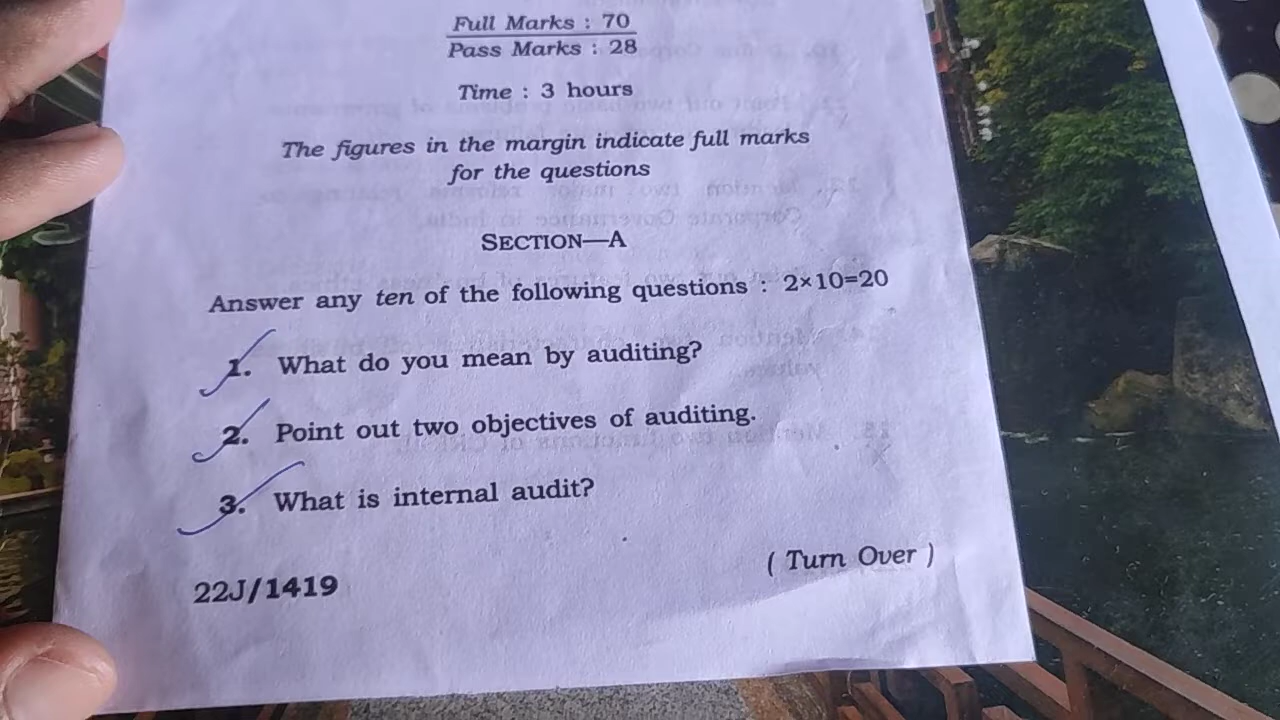 Full Marks : 70
Pass Marks : 28
Time : 3 hours
The figures in the margin indicate full marks
for the questions
SECTION—A
Answer any ten of the following questions : 2×10=20
1. What do you mean by auditing?
2. Point out two objectives of auditing.
3. What is internal audit?
22J/1419
( Turn Over )